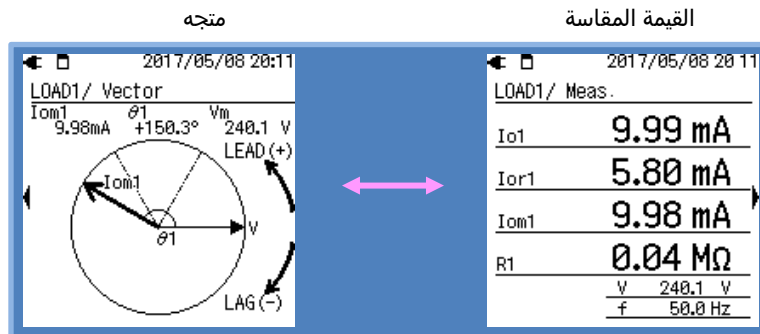 متجه
القيمة المقاسة
2017/05/08 20:11
LOAD1/ Vector
Iom1 θ1 Vm
9.98mA +150.3° 240.1 V
LEAD(+)
Iom1
V
θ1
LAG(-)
2017/05/08 20 11
LOAD1/ Meas.
Io1 9.99 mA
Ior1 5.80 mA
Iom1 9.98 mA
R1 0.04 MΩ
V 240.1 V
f 50.0 Hz